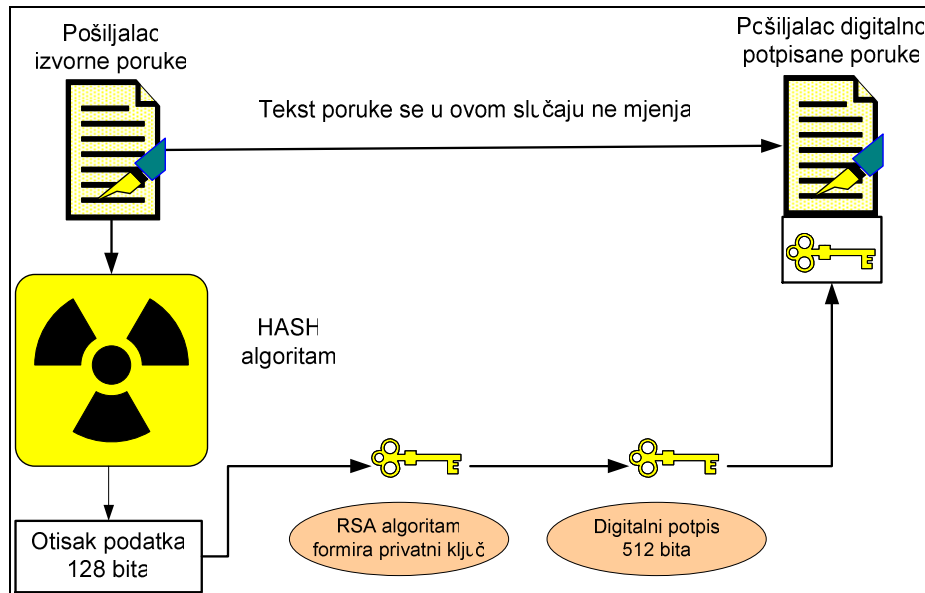 Pošiljalac
izvorne poruke
Pošiljalac digitalno
potpisane poruke
Tekst poruke se u ovom slučaju ne mjenja
HASH
algoritam
Otisak podatka
128 bita
RSA algoritam
formira privatni ključ
Digitalni potpis
512 bita